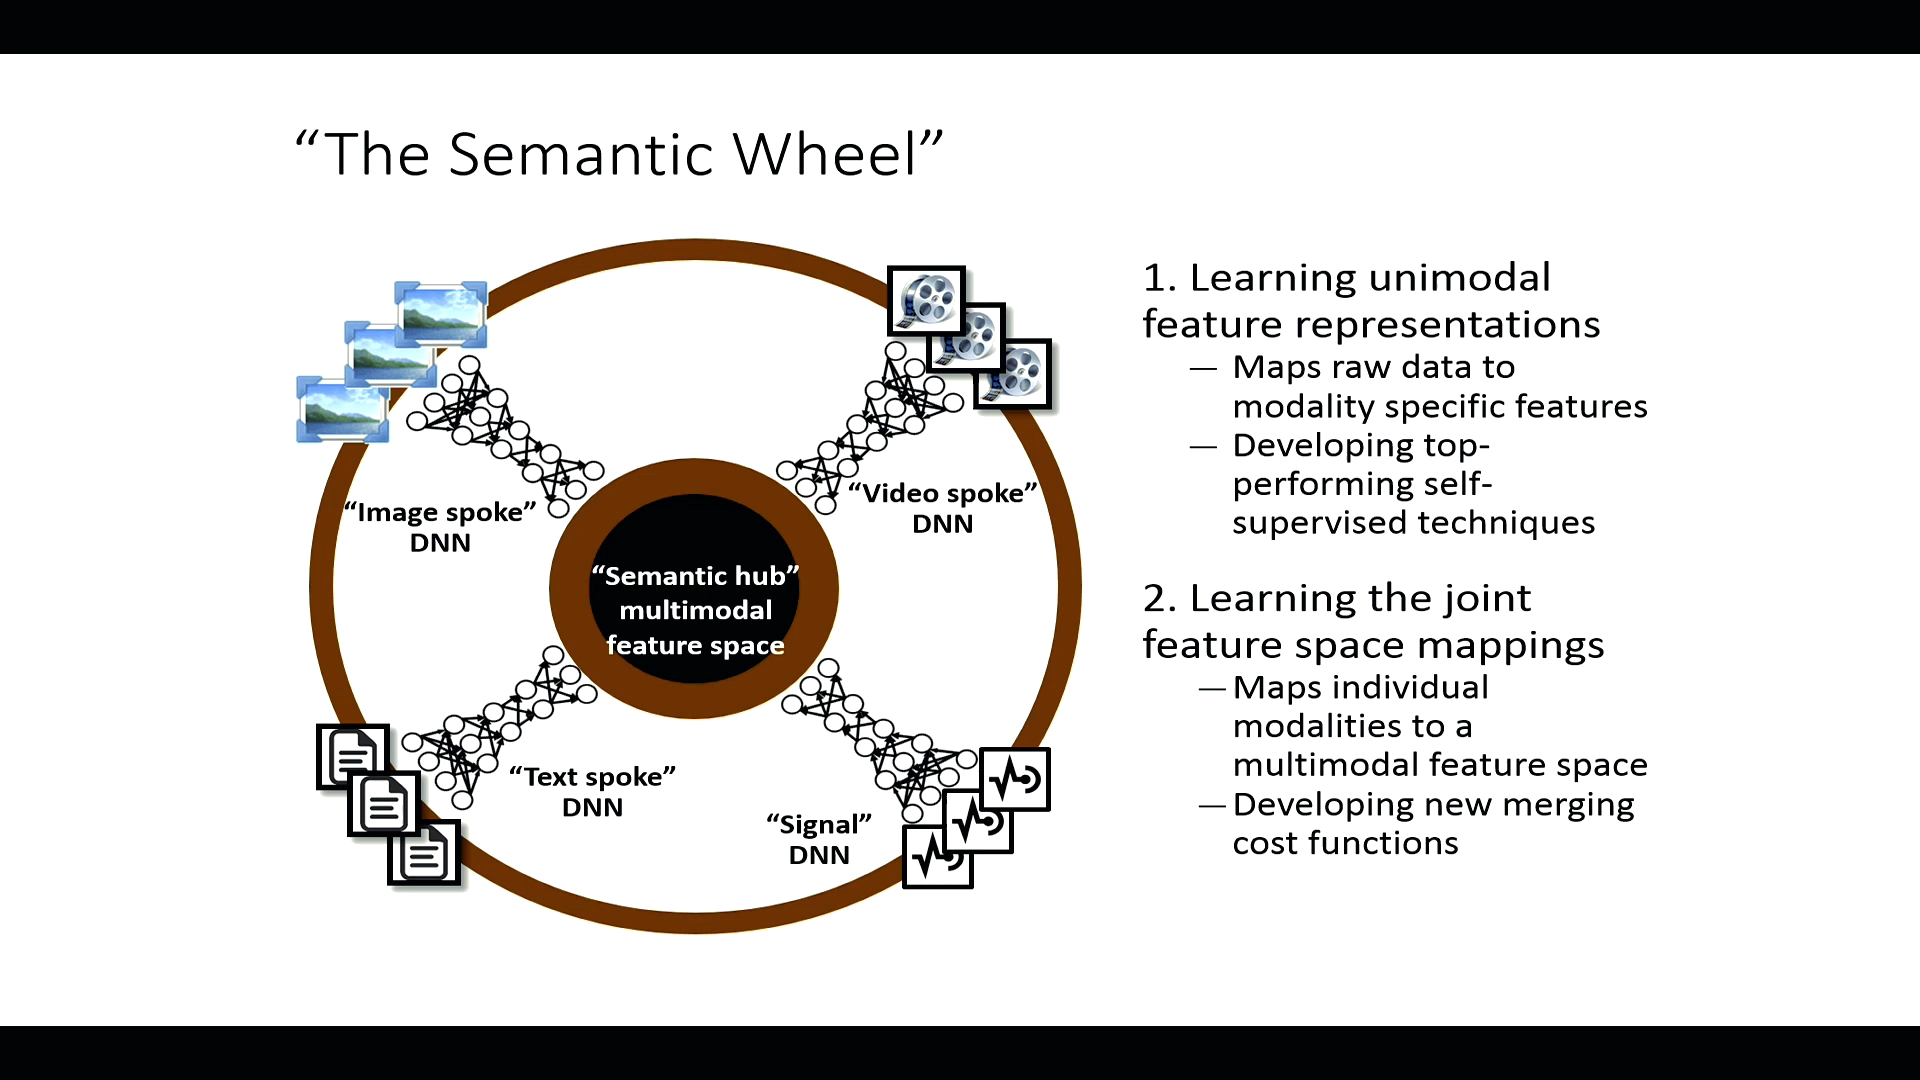 “The Semantic Wheel”
“Image spoke”
DNN
“Video spoke”
DNN
“Semantic hub”
multimodal
feature space
“Text spoke”
DNN
“Signal”
DNN
1. Learning unimodal
feature representations
— Maps raw data to
modality specific features
— Developing top-
performing self-
supervised techniques
2. Learning the joint
feature space mappings
— Maps individual
modalities to a
multimodal feature space
— Developing new merging
cost functions